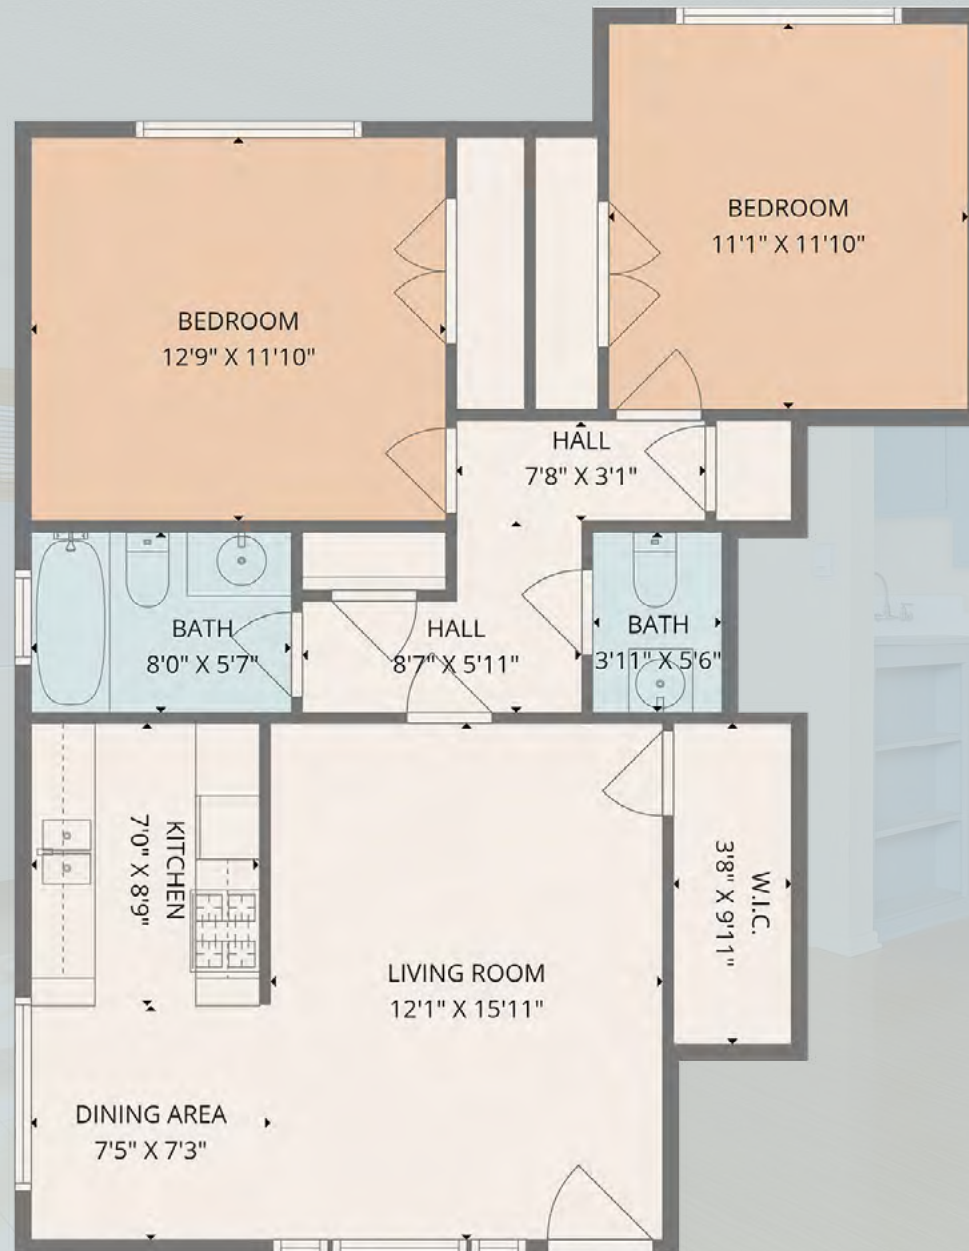 BEDROOM
11'1" X 11'10"
BEDROOM
12'9" X 11'10"
HALL
7'8" X 3'1"
BATH
8'0" X 5'7"
HALL
8'7" X 5'11"
BATH
3'11" X 5'6"
KITCHEN
7'0" X 8'9"
W.I.C.
3'8" X 9'11"
LIVING ROOM
12'1" X 15'11"
DINING AREA
7'5" X 7'3"